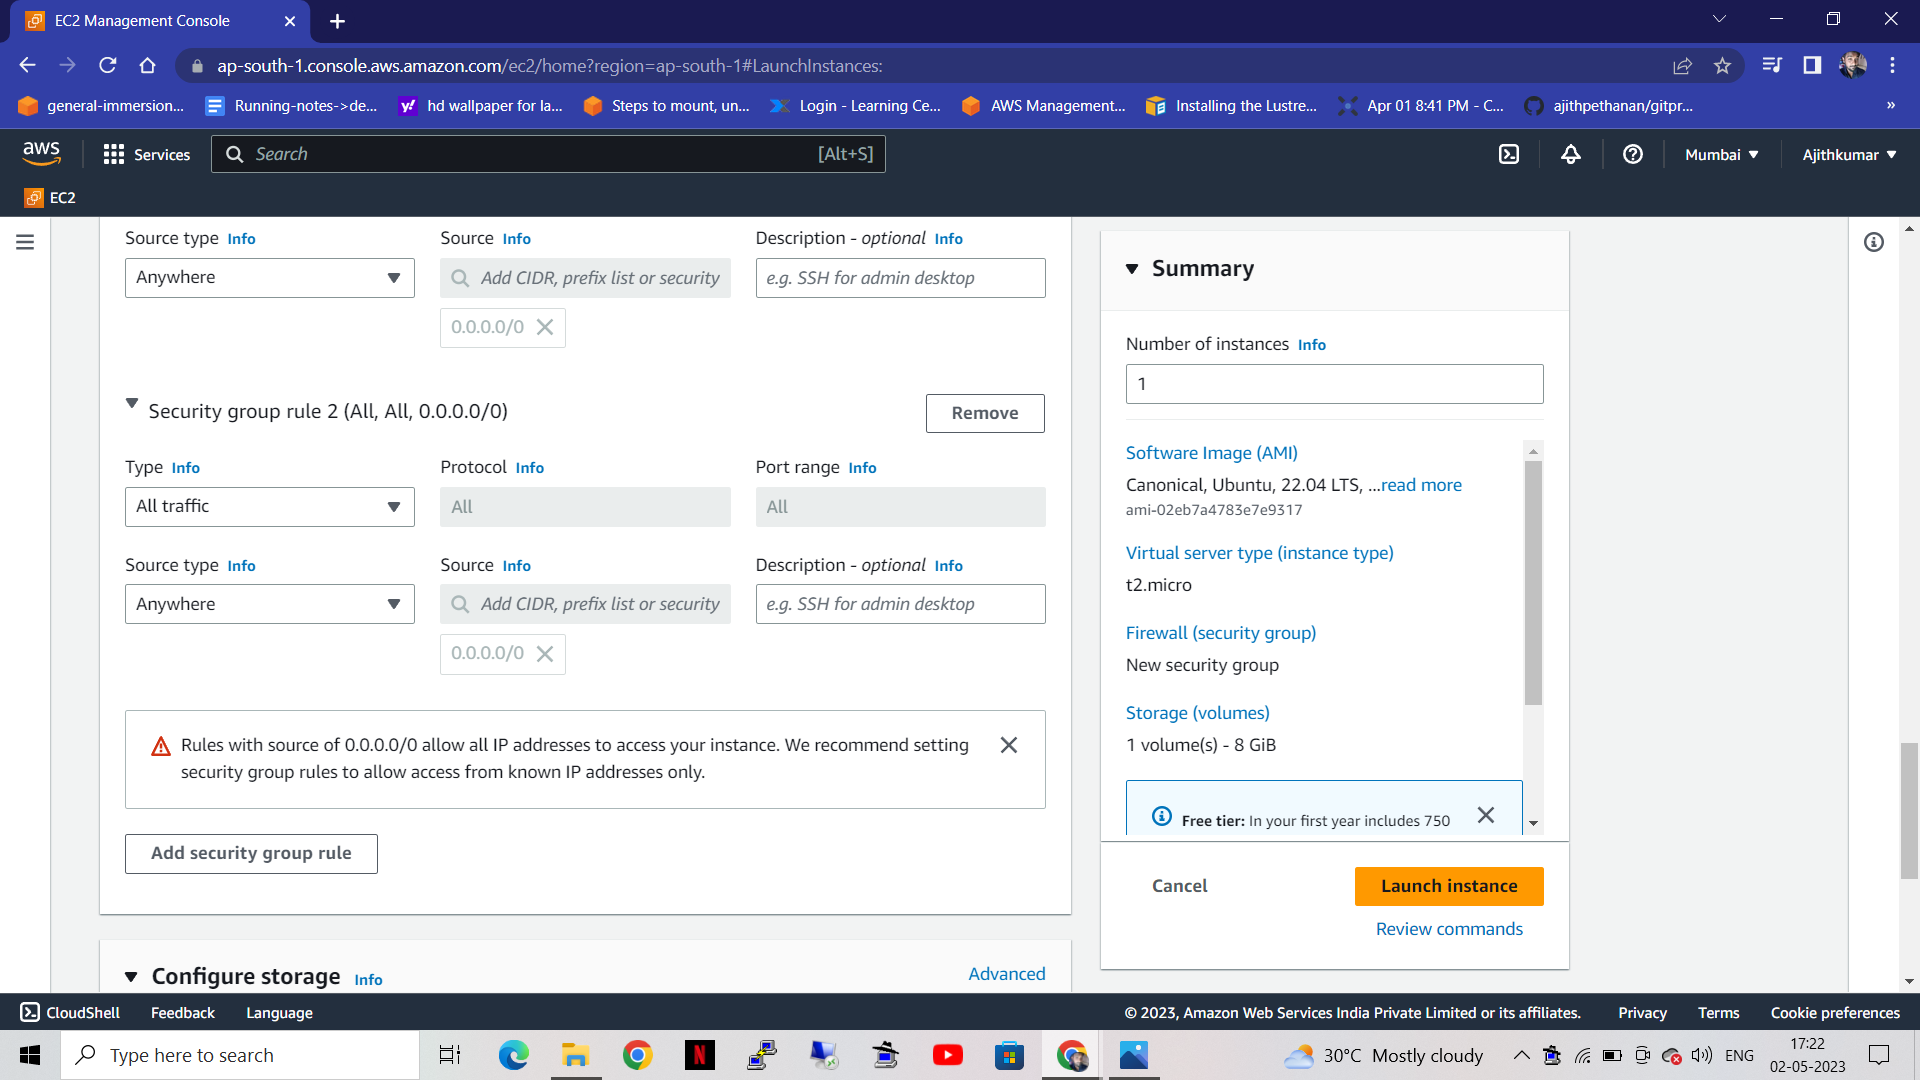 EC2 Management Console
ap-south-1.console.aws.amazon.com/ec2/home?region=ap-south-1#LaunchInstances:
general-immersion...
Running-notes->de...
hd wallpaper for la...
Steps to mount, un...
Login - Learning Ce...
AWS Management...
Installing the Lustre...
Apr 01 8:41 PM - C...
ajithpethanan/gitpr...
»
aws
Services
Search
[Alt+S]
Mumbai
Ajithkumar
EC2
Source type Info
Source Info
Description - optional Info
Anywhere
Add CIDR, prefix list or security
e.g. SSH for admin desktop
0.0.0.0/0
Security group rule 2 (All, All, 0.0.0.0/0)
Remove
Type Info
Protocol Info
Port range Info
All traffic
All
All
Source type Info
Source Info
Description - optional Info
Anywhere
Add CIDR, prefix list or security
e.g. SSH for admin desktop
0.0.0.0/0
Rules with source of 0.0.0.0/0 allow all IP addresses to access your instance. We recommend setting
security group rules to allow access from known IP addresses only.
Add security group rule
Configure storage Info
Advanced
Summary
Number of instances Info
1
Software Image (AMI)
Canonical, Ubuntu, 22.04 LTS, ...read more
ami-02eb7a4783e7e9317
Virtual server type (instance type)
t2.micro
Firewall (security group)
New security group
Storage (volumes)
1 volume(s) - 8 GiB
Free tier: In your first year includes 750
Cancel
Launch instance
Review commands
CloudShell
Feedback
Language
© 2023, Amazon Web Services India Private Limited or its affiliates.
Privacy
Terms
Cookie preferences
Type here to search
30°C Mostly cloudy
ENG
17:22
02-05-2023